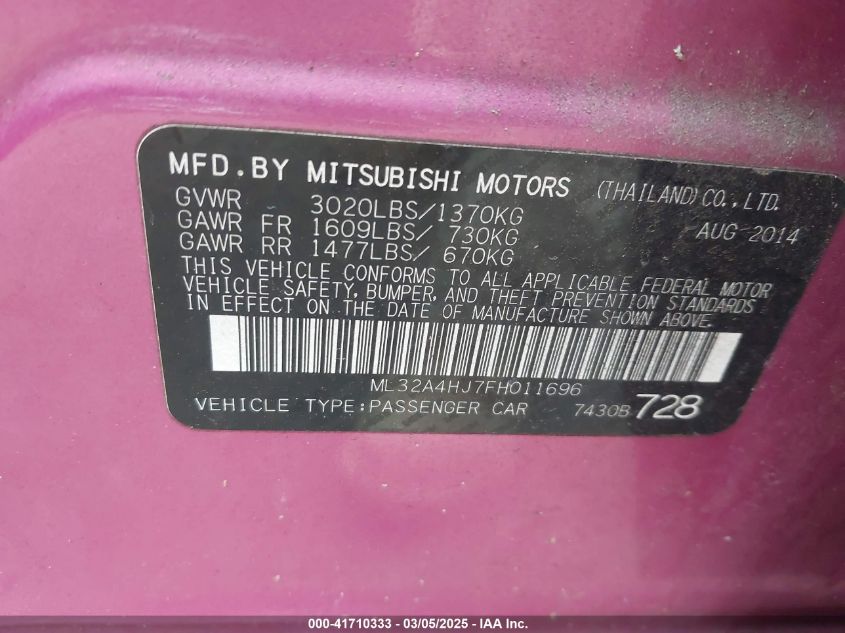 MFD. BY MITSUBISHI MOTORS (THAILAND) CO., LTD.
GVWR 3020LBS/1370KG AUG 2014
GAWR FR 1609LBS/ 730KG
GAWR RR 1477LBS/ 670KG
THIS VEHICLE CONFORMS TO ALL APPLICABLE FEDERAL MOTOR
VEHICLE SAFETY, BUMPER, AND THEFT PREVENTION STANDARDS
IN EFFECT ON THE DATE OF MANUFACTURE SHOWN ABOVE.
ML32A4HJ7FH011696
VEHICLE TYPE: PASSENGER CAR 7430B 728
000-41710333 - 03/05/2025 - IAA Inc.